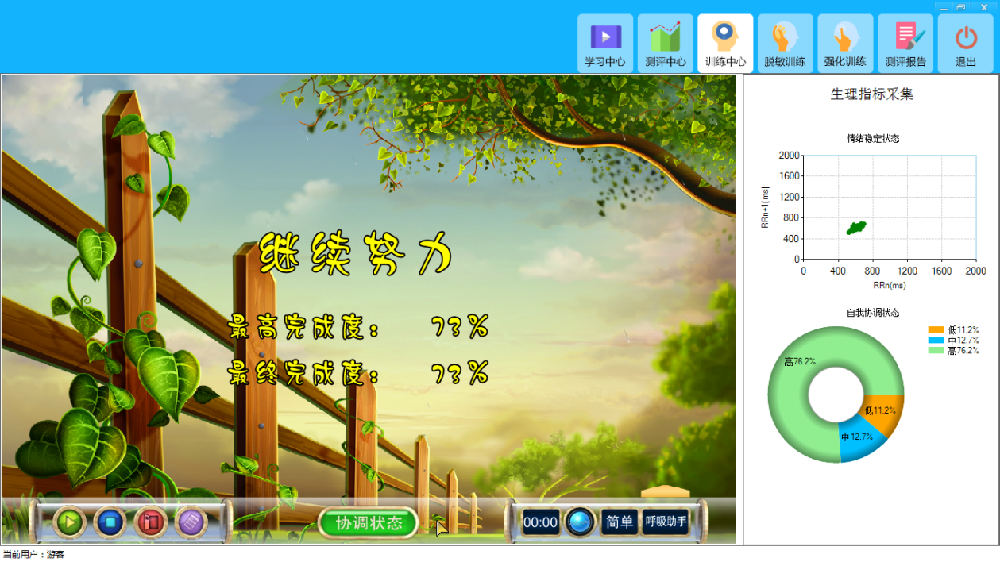 学习中心 测评中心 训练中心 脱敏训练 强化训练 测评报告 退出
生理指标采集
情绪稳定状态
2000
1600
1200
800
400
0
RRn+1(ms)
0 400 800 1200 1600 2000
RRn(ms)
自我协调状态
低11.2%
中12.7%
高76.2%
高76.2%
低11.2%
中12.7%
继续努力
最高完成度: 73%
最终完成度: 73%
协调状态
00:00 简单 呼吸助手
当前用户:游客